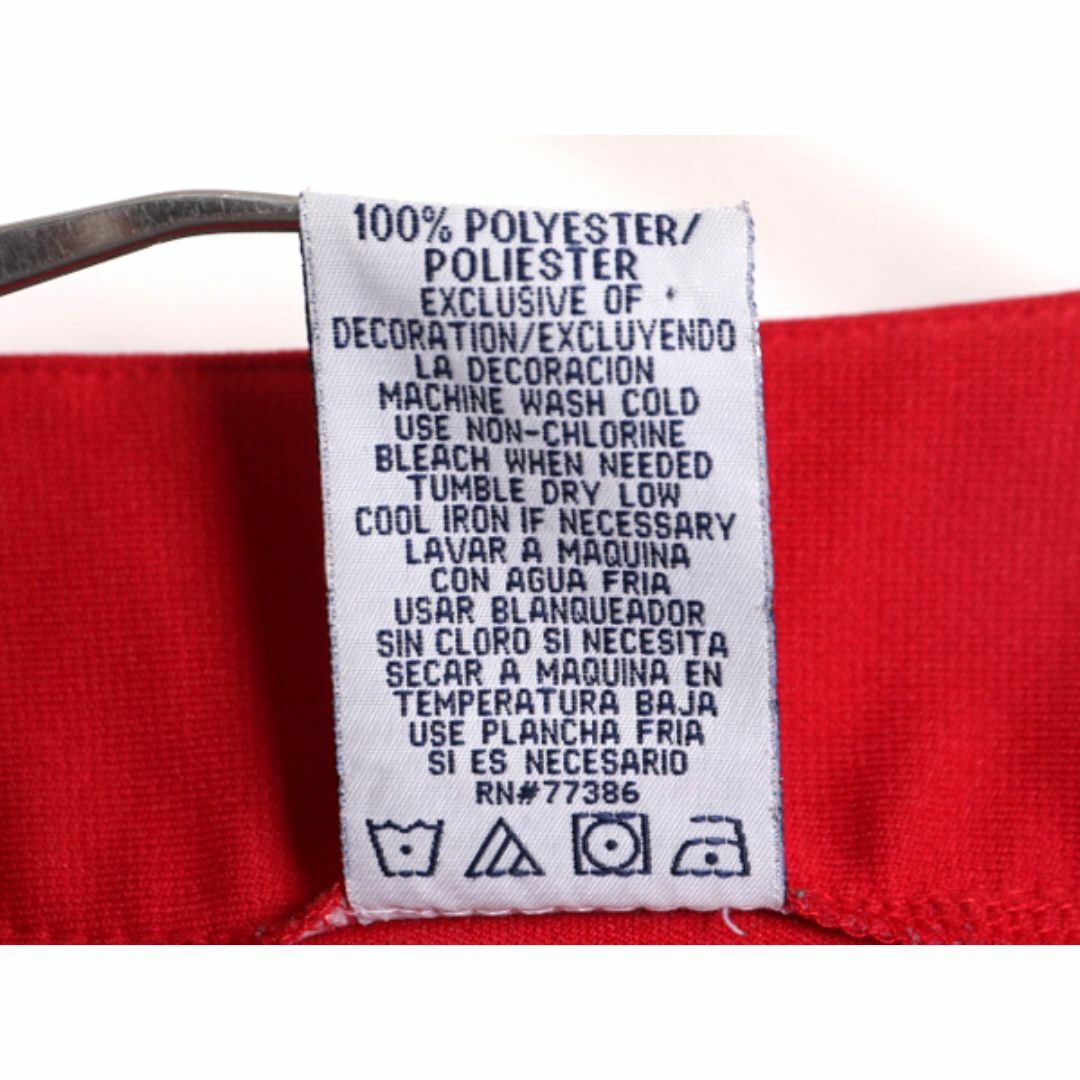 100% POLYESTER/
POLIESTER
EXCLUSIVE OF
DECORATION/EXCLUYENDO
LA DECORACION
MACHINE WASH COLD
USE NON-CHLORINE
BLEACH WHEN NEEDED
TUMBLE DRY LOW
COOL IRON IF NECESSARY
LAVAR A MAQUINA
CON AGUA FRIA
USAR BLANQUEADOR
SIN CLORO SI NECESITA
SECAR A MAQUINA EN
TEMPERATURA BAJA
USE PLANCHA FRIA
SI ES NECESARIO
RN#77386